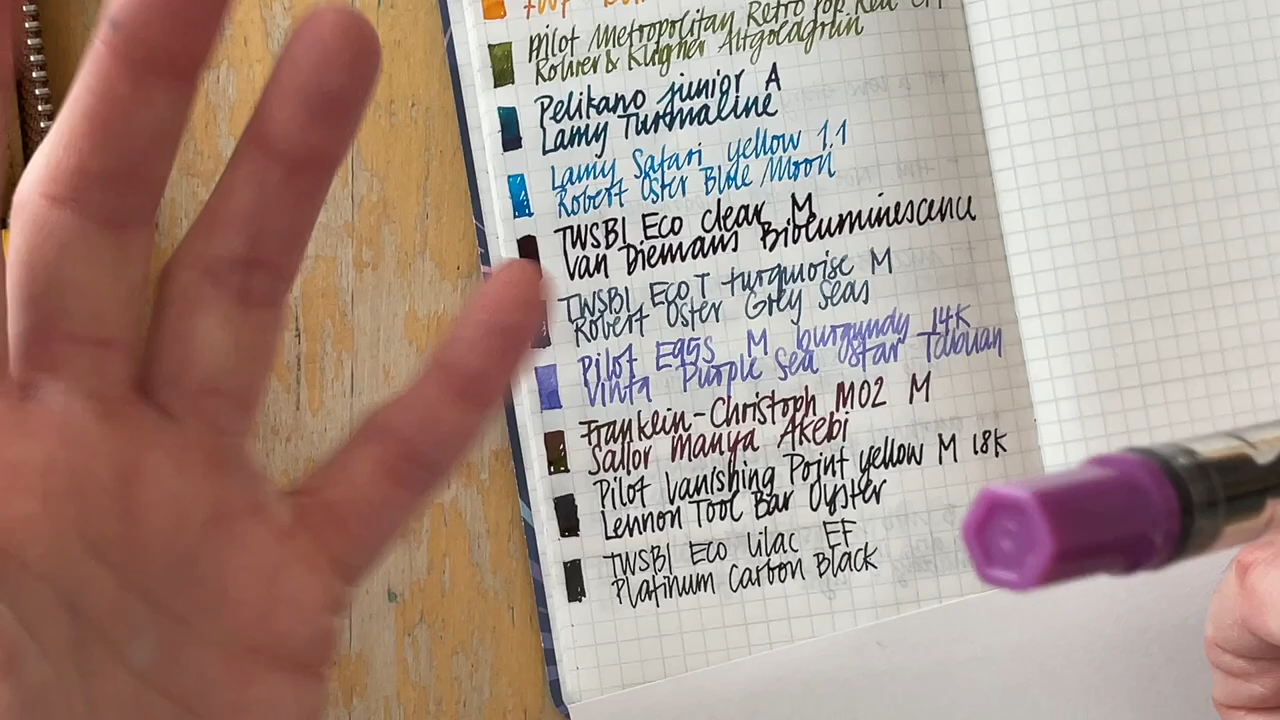 Pilot Metropolitan Retro Pop Red
Rohrer & Klingner Altgoldgrün
Pelikano junior A
Lamy Turmaline
Lamy Safari yellow 1.1
Robert Oster Blue Moon
TWSBI Eco clear M
Van Diemans Bioluminescence
TWSBI Eco T turquoise M
Robert Oster Grey Seas
Pilot E95s M burgundy 14K
Vinta Purple Sea Star
Franklin-Christoph M02 M
Sailor Manyo Akebi
Pilot Vanishing Point yellow M 18K
Lennon Tool Bar Oyster
TWSBI Eco lilac EF
Platinum Carbon Black